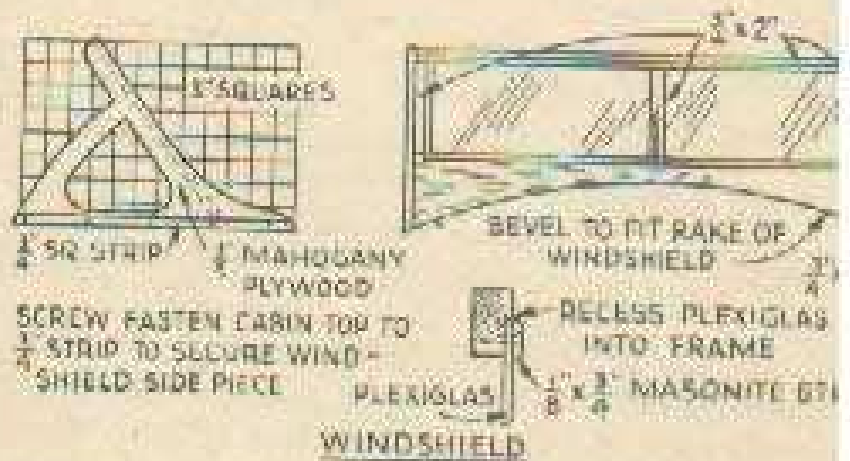 3/4" x 2"
1" SQUARES
BEVEL TO FIT RAKE OF
WINDSHIELD
3/4"
3/4 SQ STRIP
MAHOGANY
PLYWOOD
SCREW FASTEN CABIN TOP TO
3/4 STRIP TO SECURE WIND-
SHIELD SIDE PIECE
RECESS PLEXIGLAS
INTO FRAME
PLEXIGLAS
1/8" x 3/4" MASONITE
WINDSHIELD